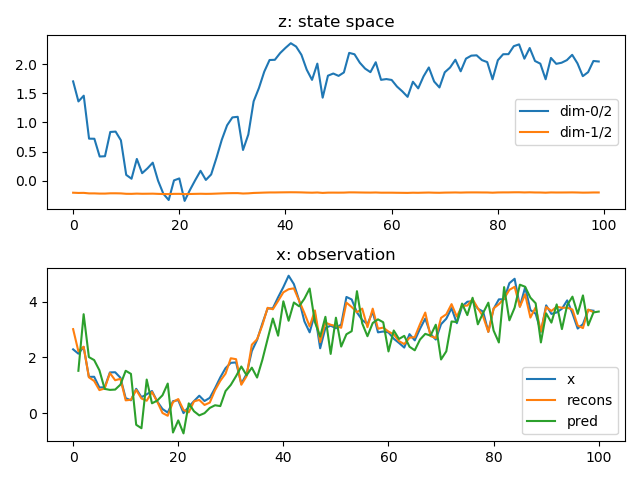 z: state space
2.0
1.5
1.0
0.5
0.0
dim-0/2
dim-1/2
0 20 40 60 80 100
x: observation
4
2
0
x
recons
pred
0 20 40 60 80 100